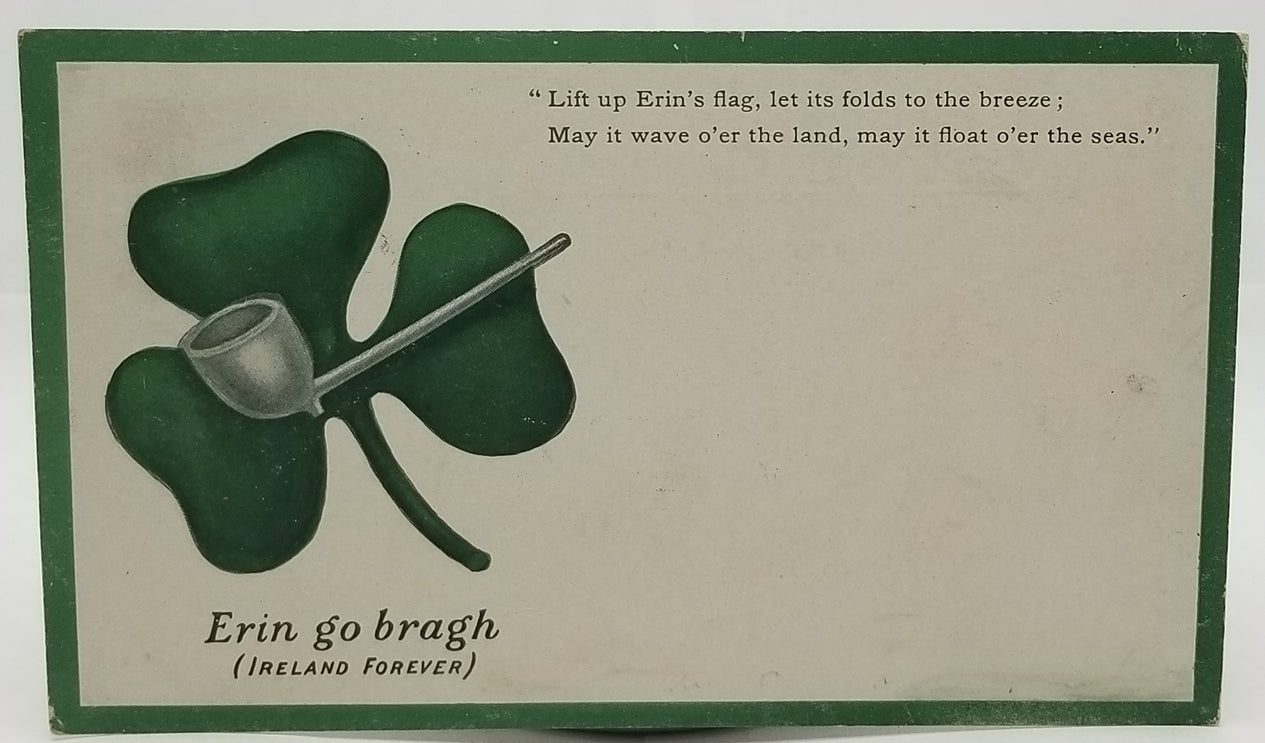 “ Lift up Erin’s flag, let its folds to the breeze ;
May it wave o’er the land, may it float o’er the seas.”
Erin go bragh
(IRELAND FOREVER)